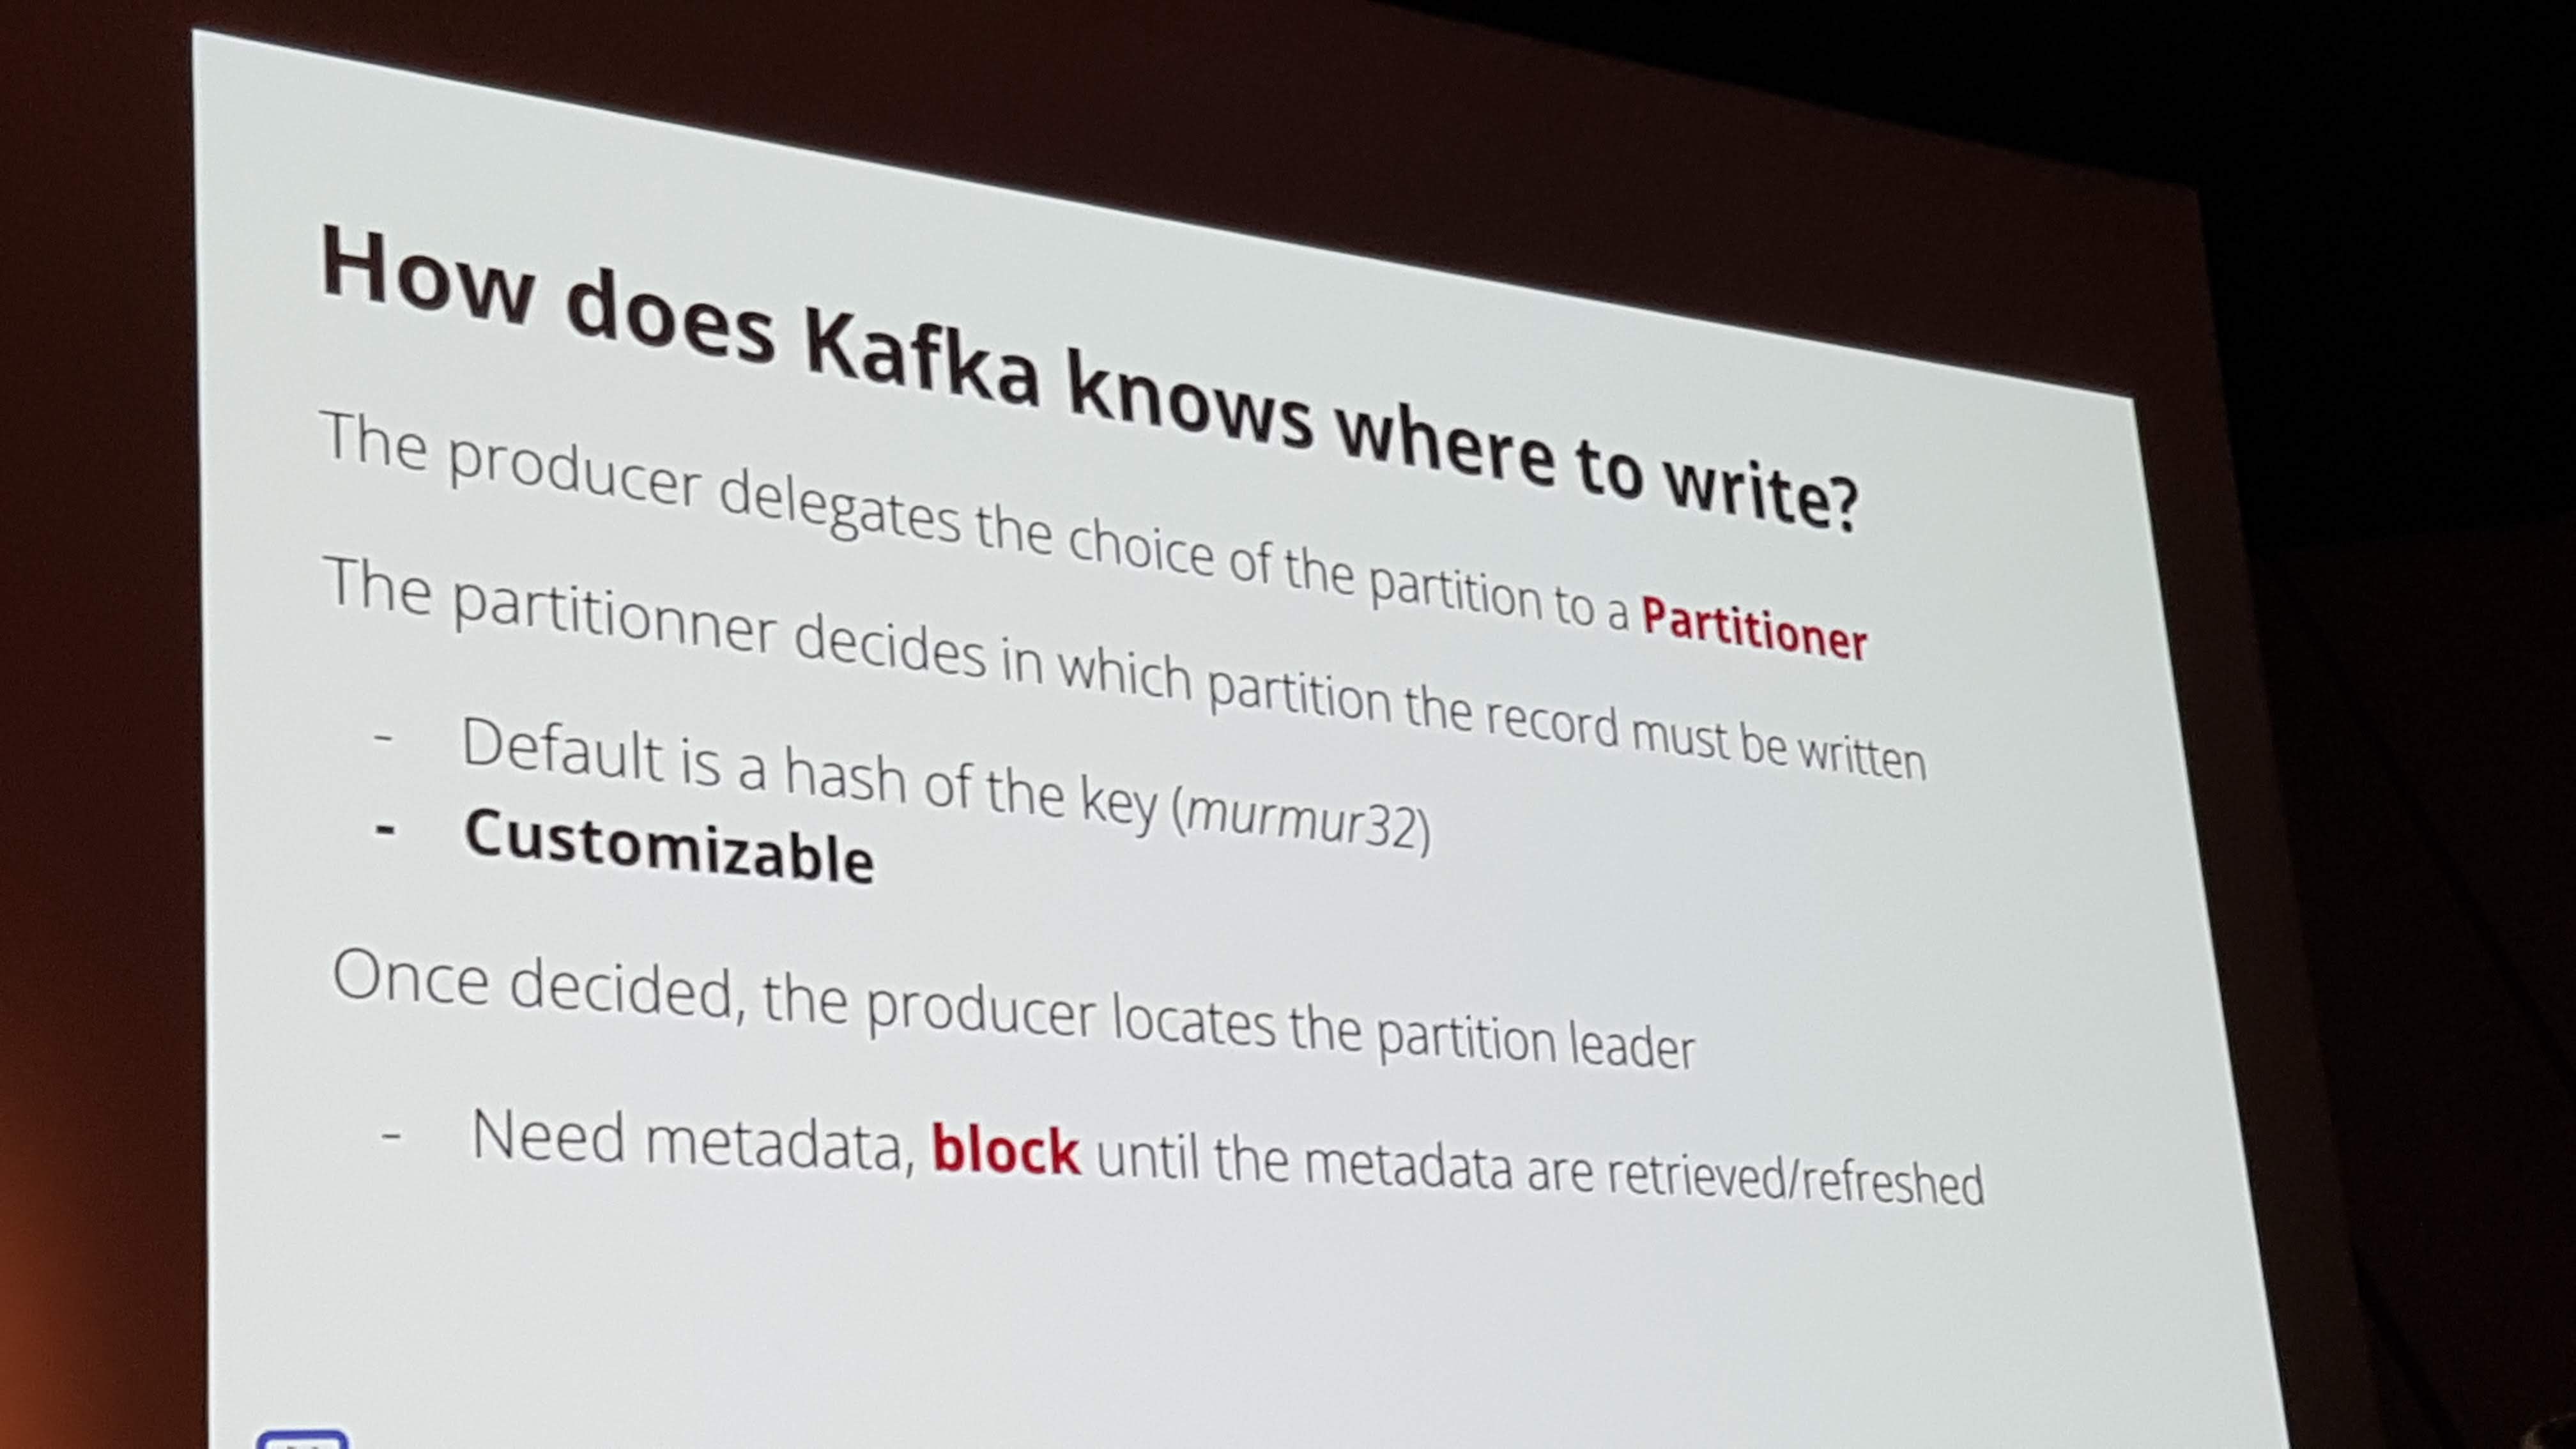 How does Kafka knows where to write?
The producer delegates the choice of the partition to a Partitioner
The partitionner decides in which partition the record must be written
- Default is a hash of the key (murmur32)
- Customizable
Once decided, the producer locates the partition leader
- Need metadata, block until the metadata are retrieved/refreshed